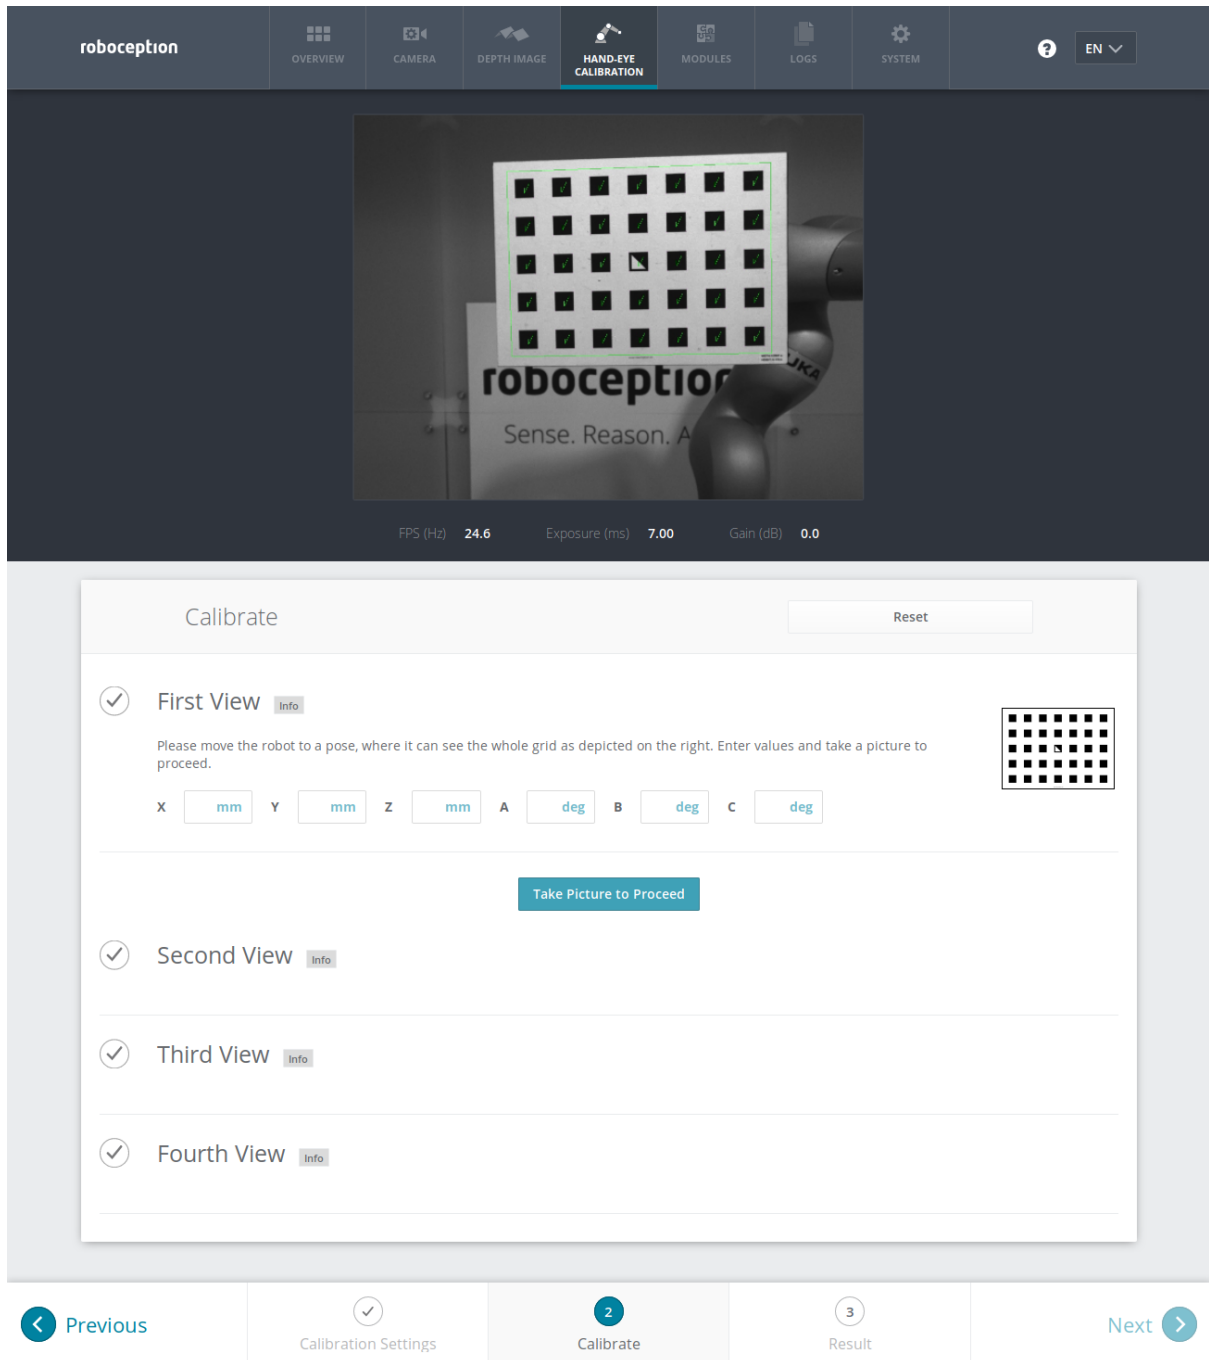 roboception
OVERVIEW
CAMERA
DEPTH IMAGE
HAND-EYE
CALIBRATION
MODULES
LOGS
SYSTEM
?
EN
roboception
Sense. Reason. A
UKA
FPS (Hz) 24.6 Exposure (ms) 7.00 Gain (dB) 0.0
Calibrate
Reset
First View Info
Please move the robot to a pose, where it can see the whole grid as depicted on the right. Enter values and take a picture to
proceed.
X mm Y mm Z mm A deg B deg C deg
Take Picture to Proceed
Second View Info
Third View Info
Fourth View Info
Previous
Calibration Settings
2
Calibrate
3
Result
Next